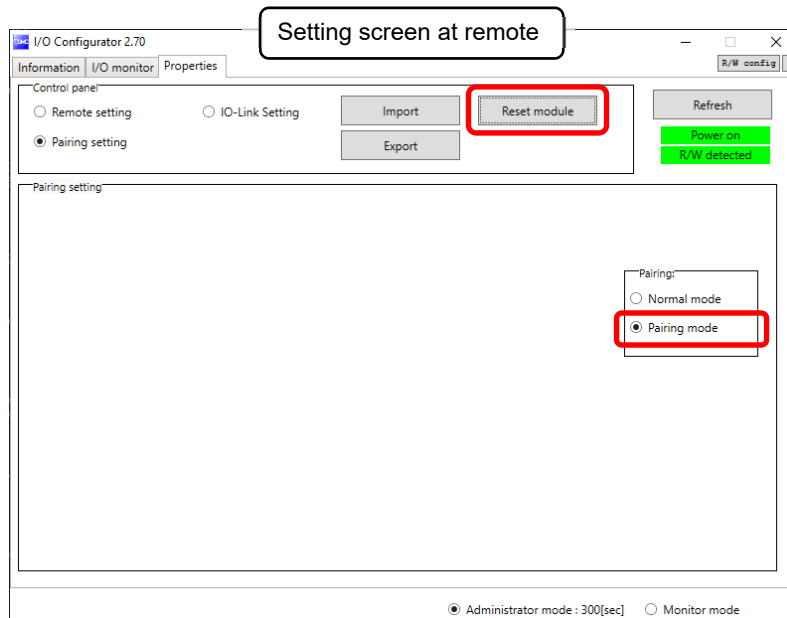 Setting screen at remote
SMC I/O Configurator 2.70
Information I/O monitor Properties
R/W config
Control panel
Remote setting IO-Link Setting Import Reset module Refresh
Pairing setting Export Power on
R/W detected
Pairing setting
Pairing:
Normal mode
Pairing mode
Administrator mode : 300[sec] Monitor mode